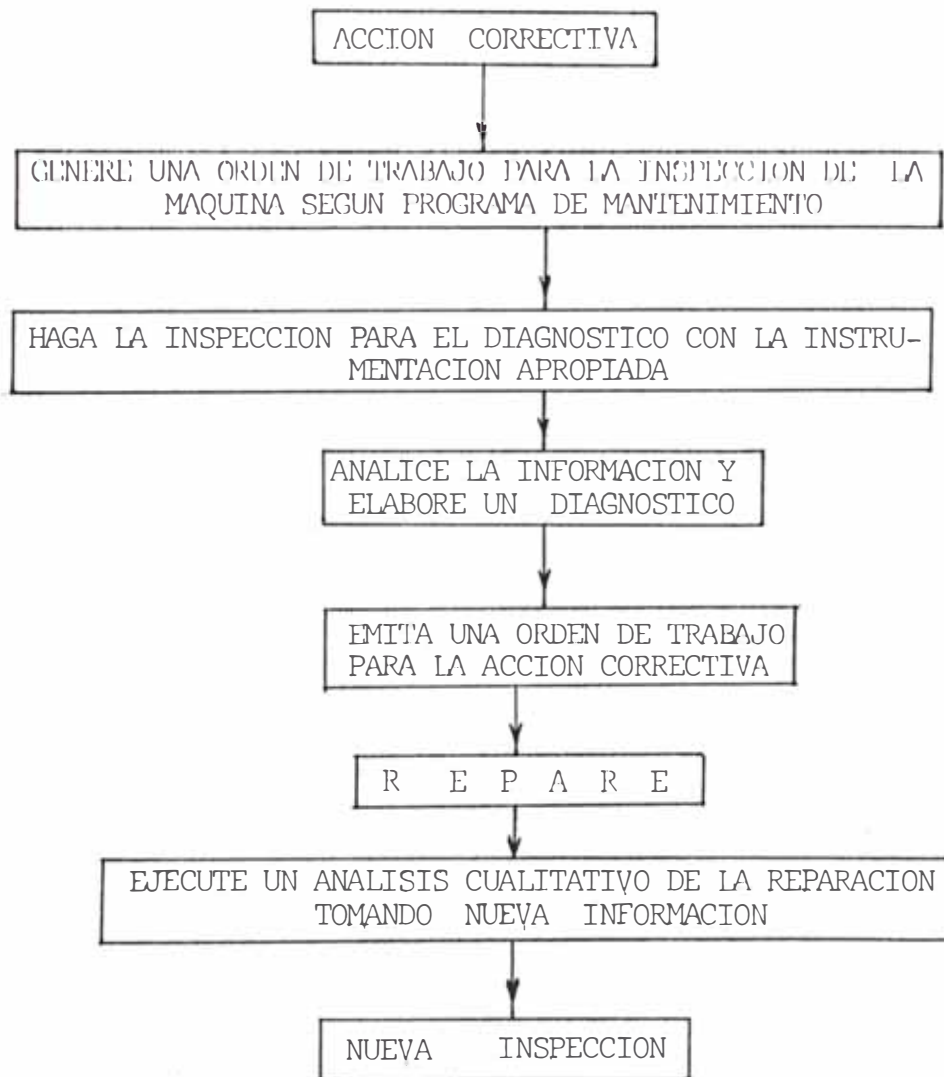 ACCION CORRECTIVA
GENERE UNA ORDEN DE TRABAJO PARA LA INSPECCION DE LA
MAQUINA SEGUN PROGRAMA DE MANTENIMIENTO
HAGA LA INSPECCION PARA EL DIAGNOSTICO CON LA INSTRU-
MENTACION APROPIADA
ANALICE LA INFORMACION Y
ELABORE UN DIAGNOSTICO
EMITA UNA ORDEN DE TRABAJO
PARA LA ACCION CORRECTIVA
R E P A R E
EJECUTE UN ANALISIS CUALITATIVO DE LA REPARACION
TOMANDO NUEVA INFORMACION
NUEVA INSPECCION